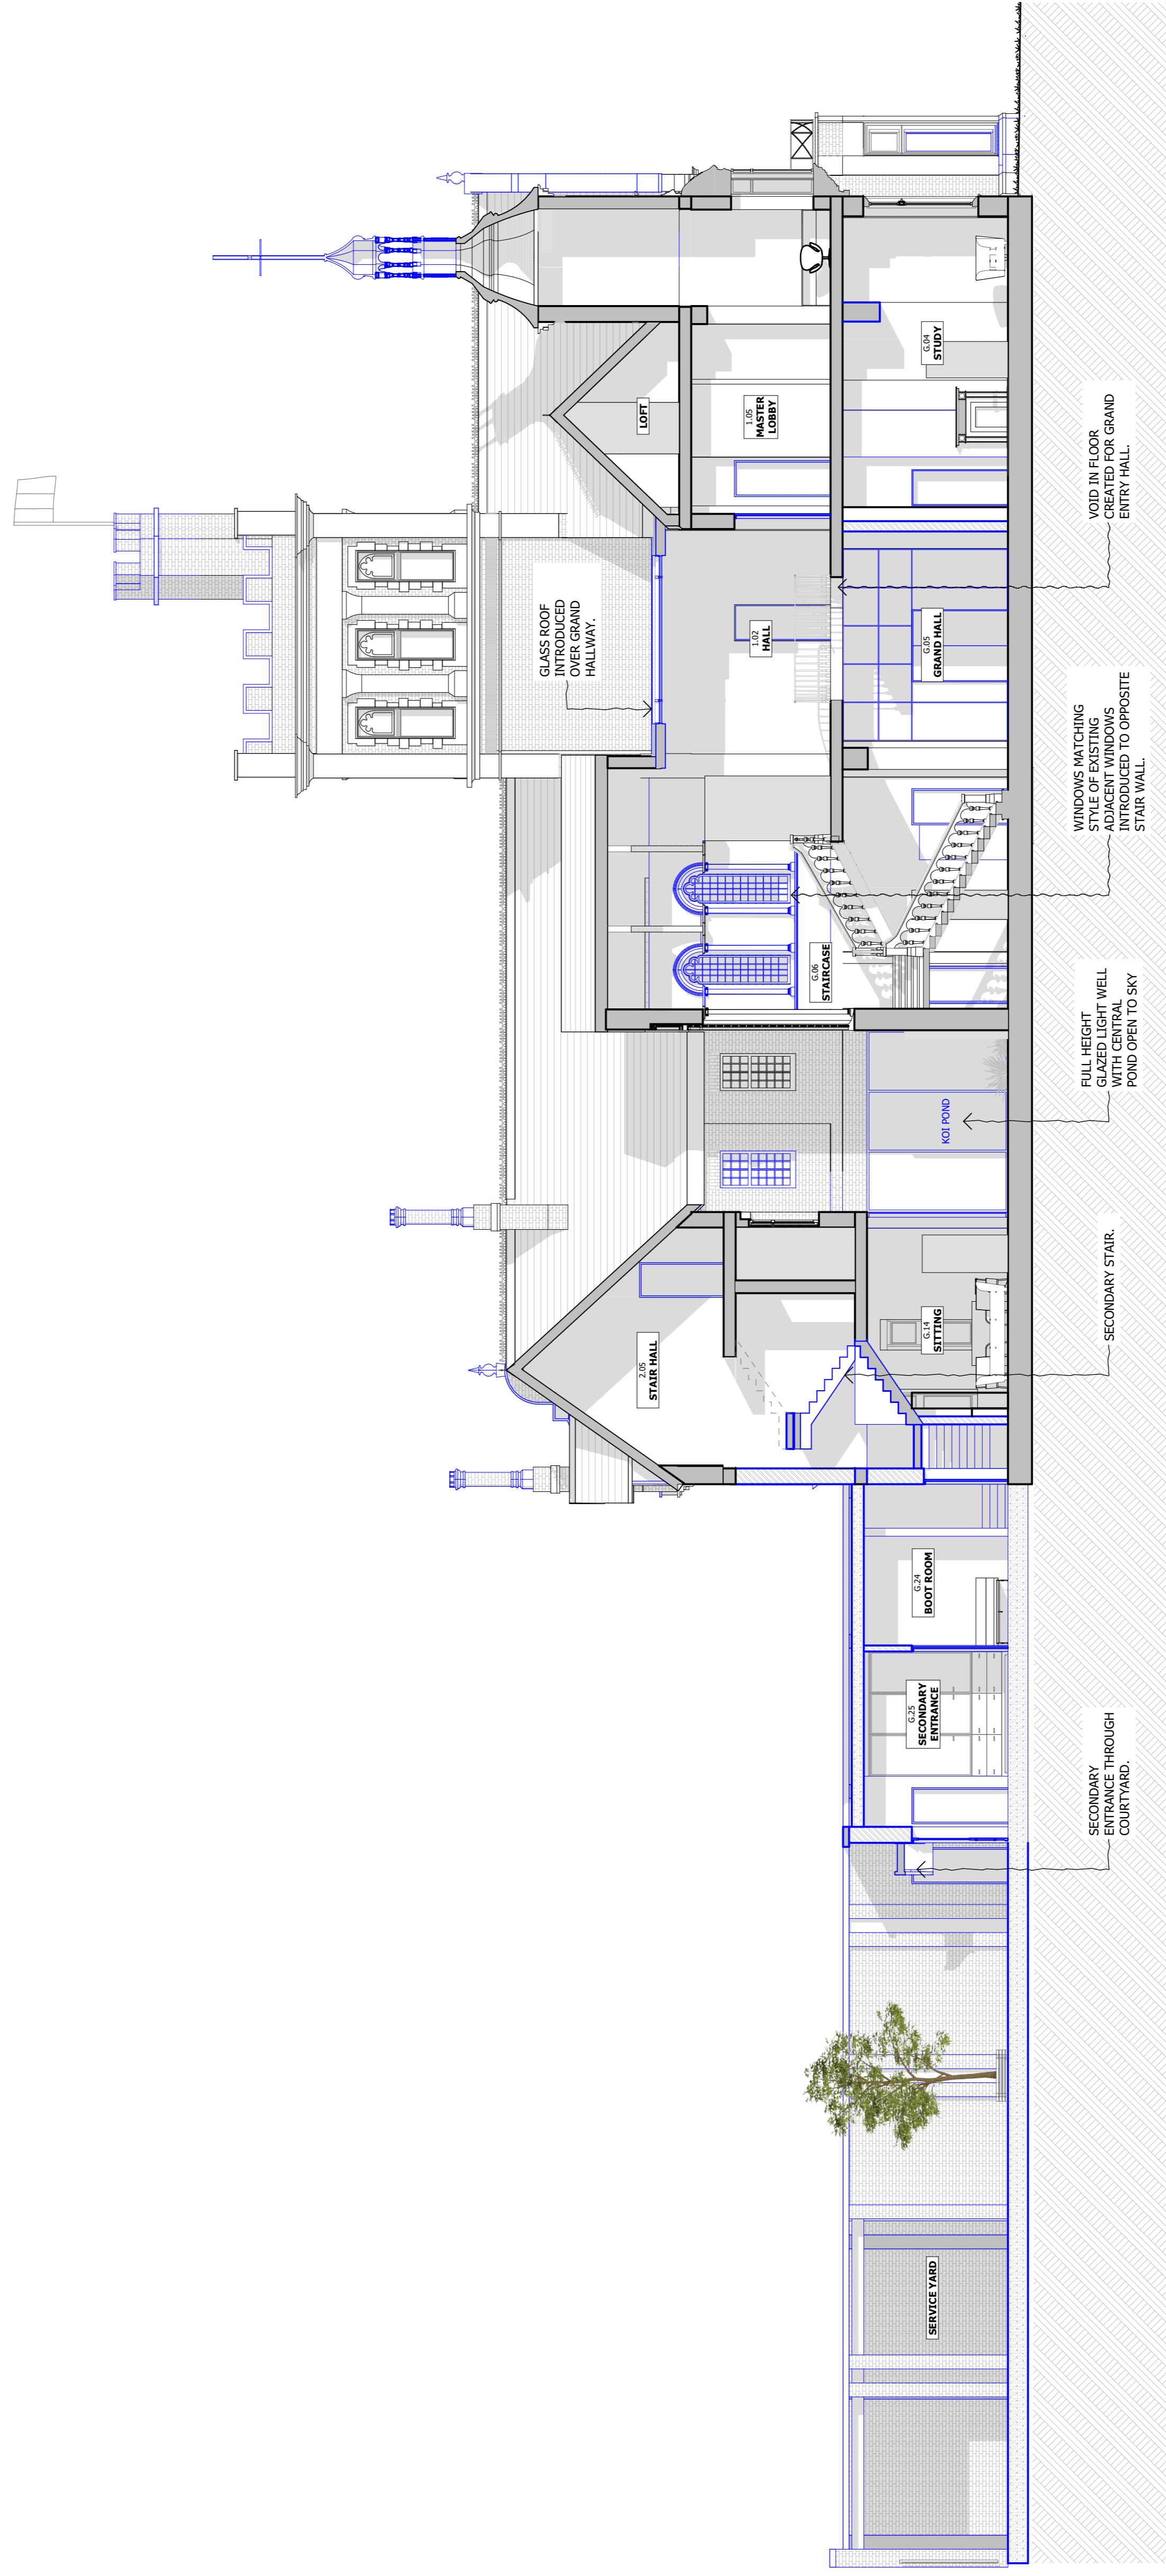 GLASS ROOF
INTRODUCED
OVER GRAND
HALLWAY.
2.05
STAIR HALL
LOFT
1.02
HALL
1.05
MASTER
LOBBY
G.06
STAIRCASE
SERVICE YARD
G.25
SECONDARY
ENTRANCE
G.24
BOOT ROOM
G.14
SITTING
KOI POND
G.05
GRAND HALL
G.04
STUDY
SECONDARY
ENTRANCE THROUGH
COURTYARD.
SECONDARY STAIR.
FULL HEIGHT
GLAZED LIGHT WELL
WITH CENTRAL
POND OPEN TO SKY
WINDOWS MATCHING
STYLE OF EXISTING
ADJACENT WINDOWS
INTRODUCED TO OPPOSITE
STAIR WALL.
VOID IN FLOOR
CREATED FOR GRAND
ENTRY HALL.